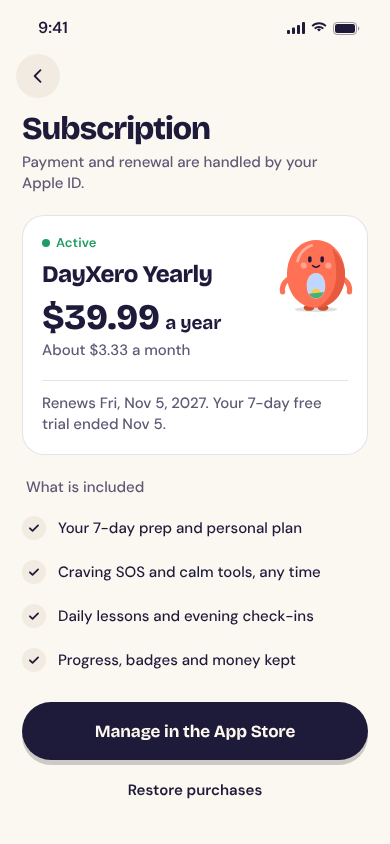 9:41
Subscription
Payment and renewal are handled by your
Apple ID.
Active
DayXero Yearly
$39.99 a year
About $3.33 a month
Renews Fri, Nov 5, 2027. Your 7-day free
trial ended Nov 5.
What is included
Your 7-day prep and personal plan
Craving SOS and calm tools, any time
Daily lessons and evening check-ins
Progress, badges and money kept
Manage in the App Store
Restore purchases